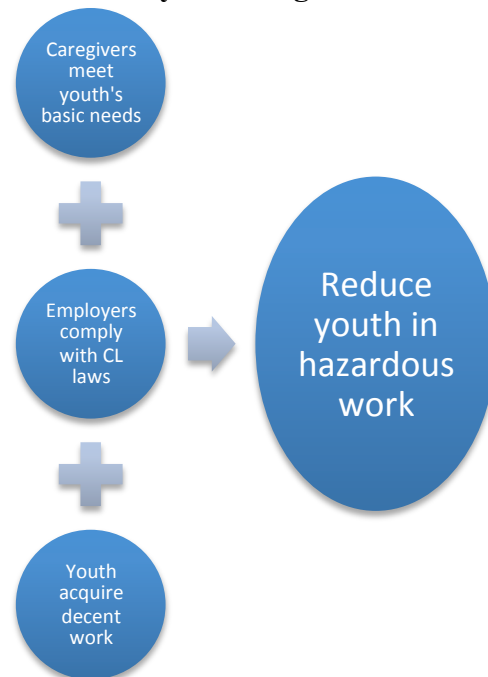 Caregivers
meet
youth's
basic needs
Employers
comply
with CL
laws
Youth
acquire
decent
work
Reduce
youth in
hazardous
work